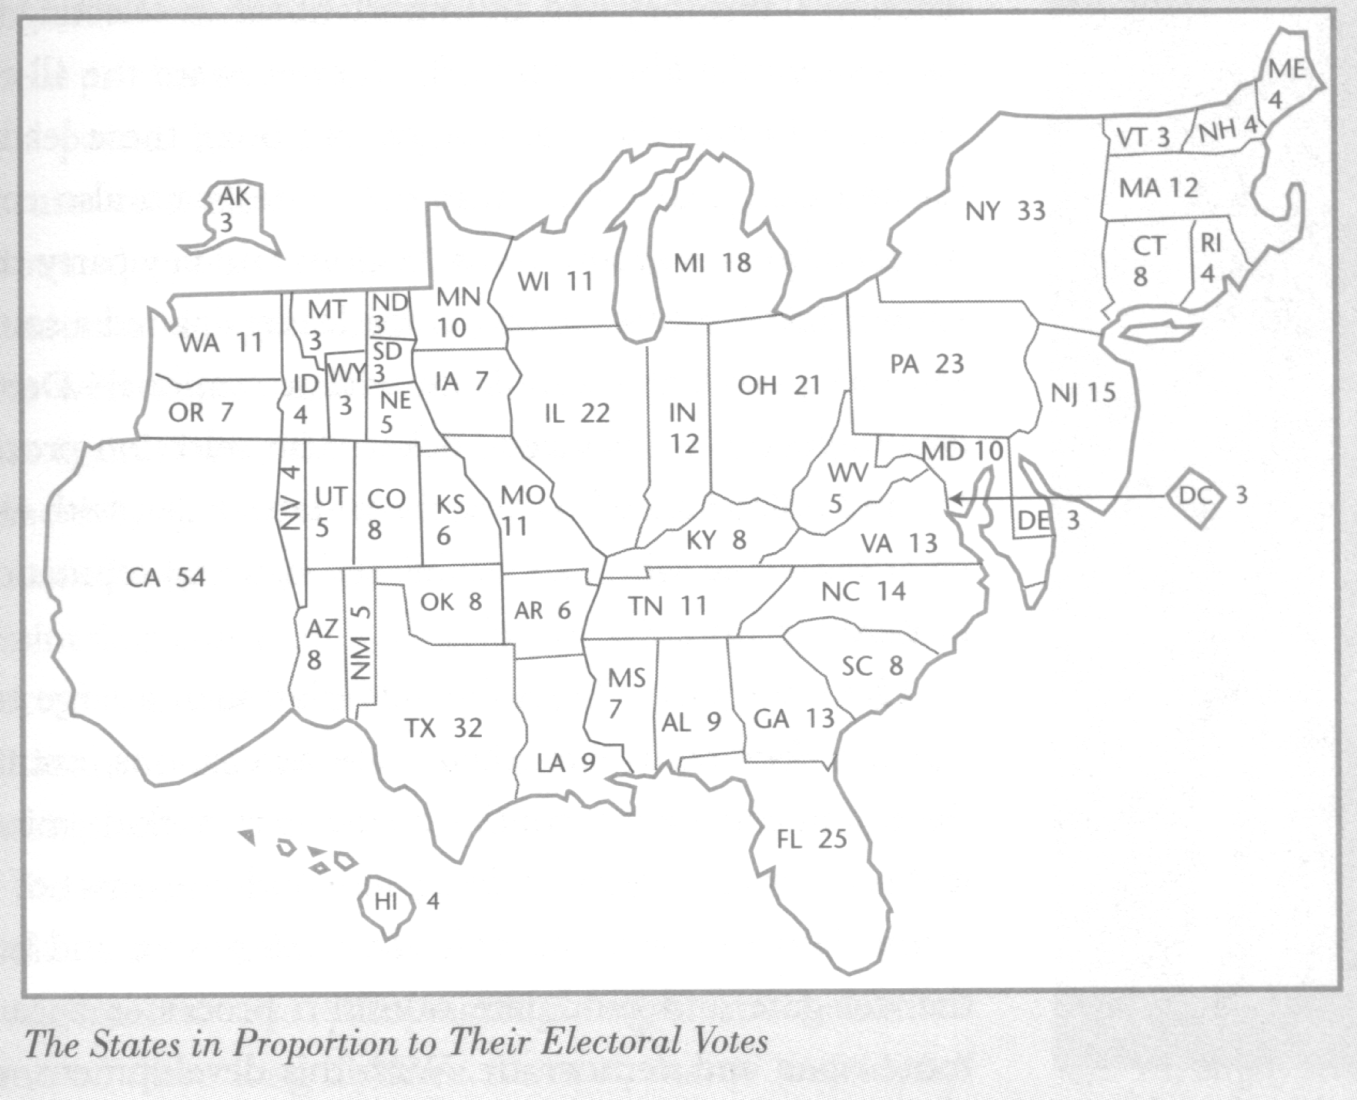 ME
4
VT 3
NH 4
MA 12
AK
3
NY 33
CT
8
RI
4
MI 18
WI 11
MN
10
MT
3
ND
3
WA 11
SD
3
PA 23
WY
3
ID
4
IA 7
OH 21
NJ 15
OR 7
NE
5
IL 22
IN
12
MD 10
WV
5
NV 4
UT
5
CO
8
KS
6
MO
11
DC 3
DE 3
KY 8
VA 13
CA 54
NC 14
OK 8
AR 6
TN 11
AZ
8
NM 5
SC 8
MS
7
TX 32
AL 9
GA 13
LA 9
FL 25
HI 4
The States in Proportion to Their Electoral Votes